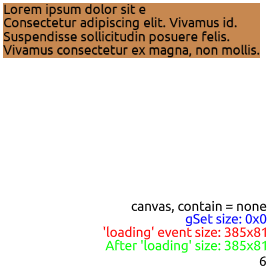 Lorem ipsum dolor sit e
Consectetur adipiscing elit. Vivamus id.
Suspendisse sollicitudin posuere felis.
Vivamus consectetur ex magna, non mollis.
canvas, contain = none
gSet size: 0x0
'loading' event size: 385x81
After 'loading' size: 385x81
6